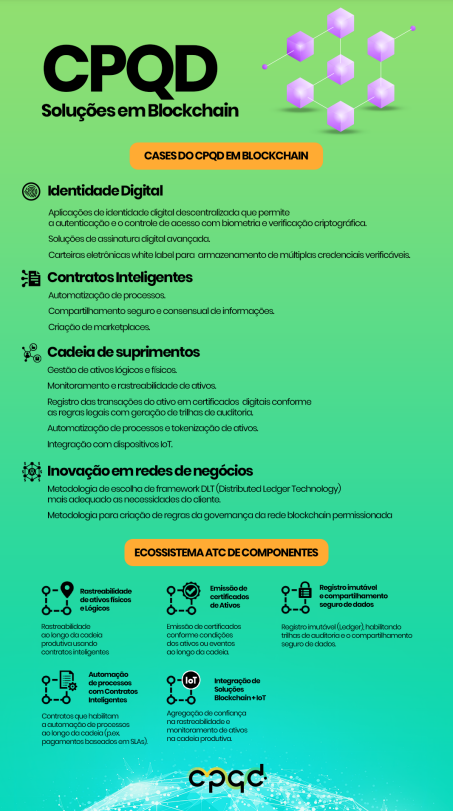 CPQD
Soluções em Blockchain
CASES DO CPQD EM BLOCKCHAIN
Identidade Digital
Aplicações de identidade digital descentralizada que permite
a autenticação e o controle de acesso com biometria e verificação criptográfica.
Soluções de assinatura digital avançada.
Carteiras eletrônicas white label para armazenamento de múltiplas credenciais verificáveis.
Contratos Inteligentes
Automatização de processos.
Compartilhamento seguro e consensual de informações.
Criação de marketplaces.
Cadeia de suprimentos
Gestão de ativos lógicos e físicos.
Monitoramento e rastreabilidade de ativos.
Registro das transações do ativo em certificados digitais conforme
as regras legais com geração de trilhas de auditoria.
Automatização de processos e tokenização de ativos.
Integração com dispositivos IoT.
Inovação em redes de negócios
Metodologia de escolha de framework DLT (Distributed Ledger Technology)
mais adequado as necessidades do cliente.
Metodologia para criação de regras da governança da rede blockchain permissionada
ECOSSISTEMA ATC DE COMPONENTES
Rastreabilidade
de ativos físicos
e Lógicos
Rastreabilidade
ao longo da cadeia
produtiva usando
contratos inteligentes
Emissão de
certificados
de Ativos
Emissão de certificados
conforme condições
dos ativos ou eventos
ao longo da cadeia.
Registro imutável
e compartilhamento
seguro de dados
Registro imutável (Ledger), habilitando
trilhas de auditoria e o compartilhamento
seguro de dados.
Automação
de processos
com Contratos
Inteligentes
Contratos que habilitam
a automação de processos
ao longo da cadeia (p.ex,
pagamentos baseados em SLAs).
IoT
Integração de
Soluções
Blockchain + IoT
Agregação de confiança
na rastreabilidade e
monitoramento de ativos
na cadeia produtiva.
cpqd